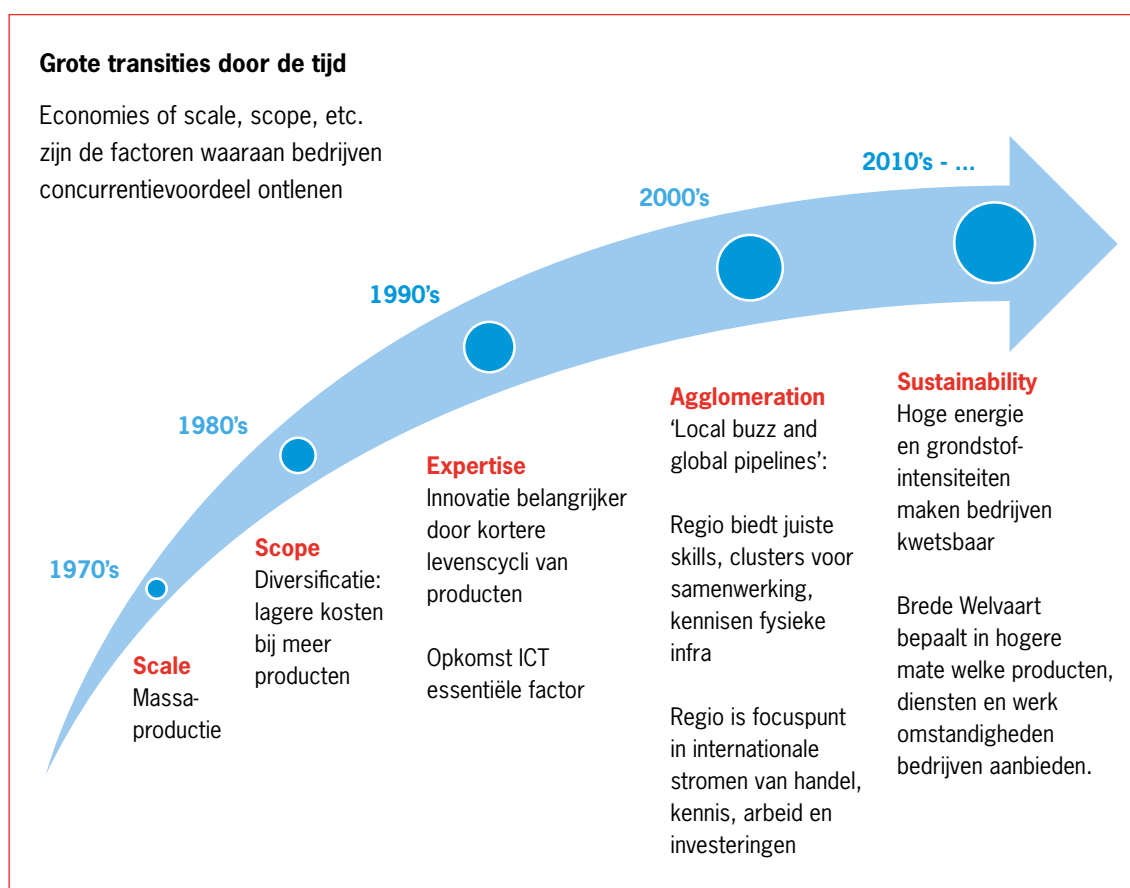 Grote transities door de tijd
Economies of scale, scope, etc.
zijn de factoren waaraan bedrijven
concurrentievoordeel ontlenen
1970's
Scale
Massa-
productie
1980's
Scope
Diversificatie:
lagere kosten
bij meer
producten
1990's
Expertise
Innovatie belangrijker
door kortere
levenscycli van
producten
Opkomst ICT
essentiële factor
2000's
Agglomeration
‘Local buzz and
global pipelines’:
Regio biedt juiste
skills, clusters voor
samenwerking,
kennisen fysieke
infra
Regio is focuspunt
in internationale
stromen van handel,
kennis, arbeid en
investeringen
2010's - ...
Sustainability
Hoge energie
en grondstof-
intensiteiten
maken bedrijven
kwetsbaar
Brede Welvaart
bepaalt in hogere
mate welke producten,
diensten en werk
omstandigheden
bedrijven aanbieden.